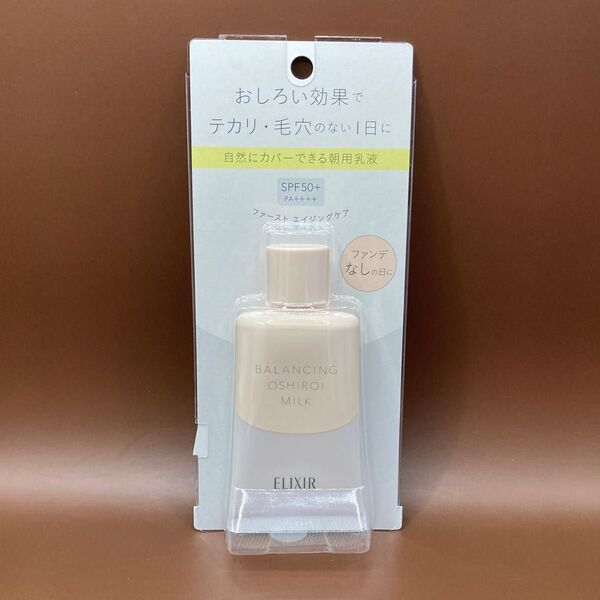 おしろい効果で
テカリ・毛穴のない1日に
自然にカバーできる朝用乳液
SPF50+
PA++++
ファースト エイジングケア
ファンデ
なしの日に
BALANCING
OSHIROI
MILK
ELIXIR